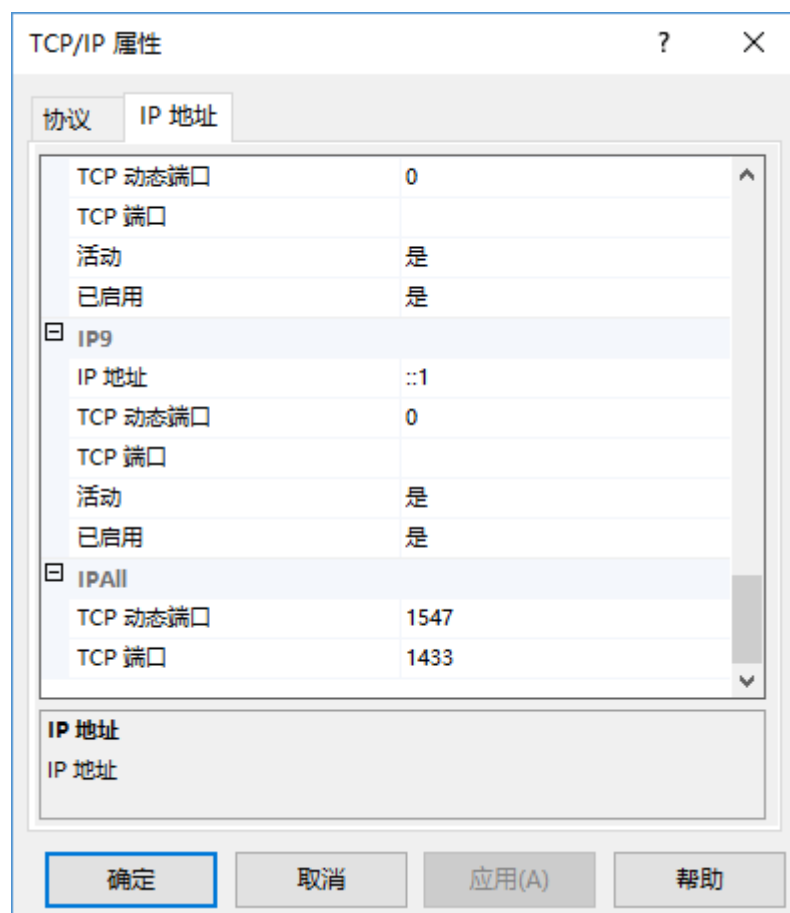 TCP/IP 属性 ? ×
协议 IP 地址
TCP 动态端口 0
TCP 端口
活动 是
已启用 是
IP9
IP 地址 ::1
TCP 动态端口 0
TCP 端口
活动 是
已启用 是
IPAll
TCP 动态端口 1547
TCP 端口 1433
IP 地址
IP 地址
确定 取消 应用(A) 帮助